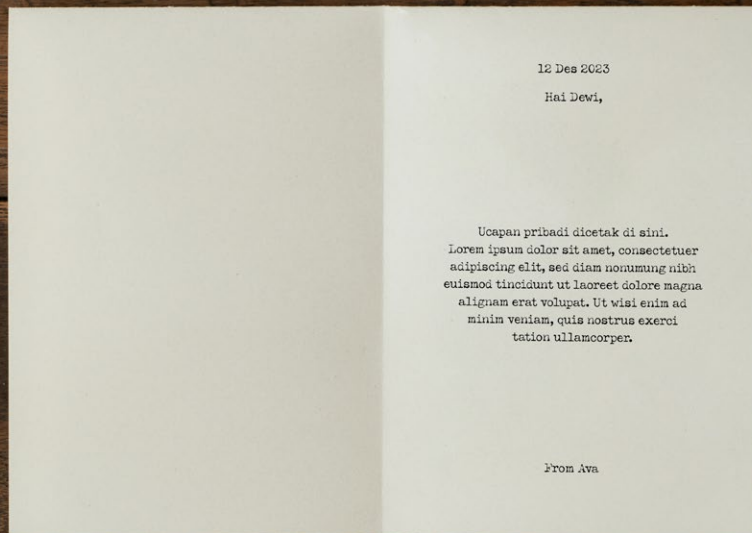 12 Des 2023
Hai Dewi,
Ucapan pribadi dicetak di sini.
Lorem ipsum dolor sit amet, consectetuer
adipiscing elit, sed diam nonumung nibh
euismod tincidunt ut laoreet dolore magna
alignam erat volupat. Ut wisi enim ad
minim veniam, quis nostrus exerci
tation ullamcorper.
From Ava